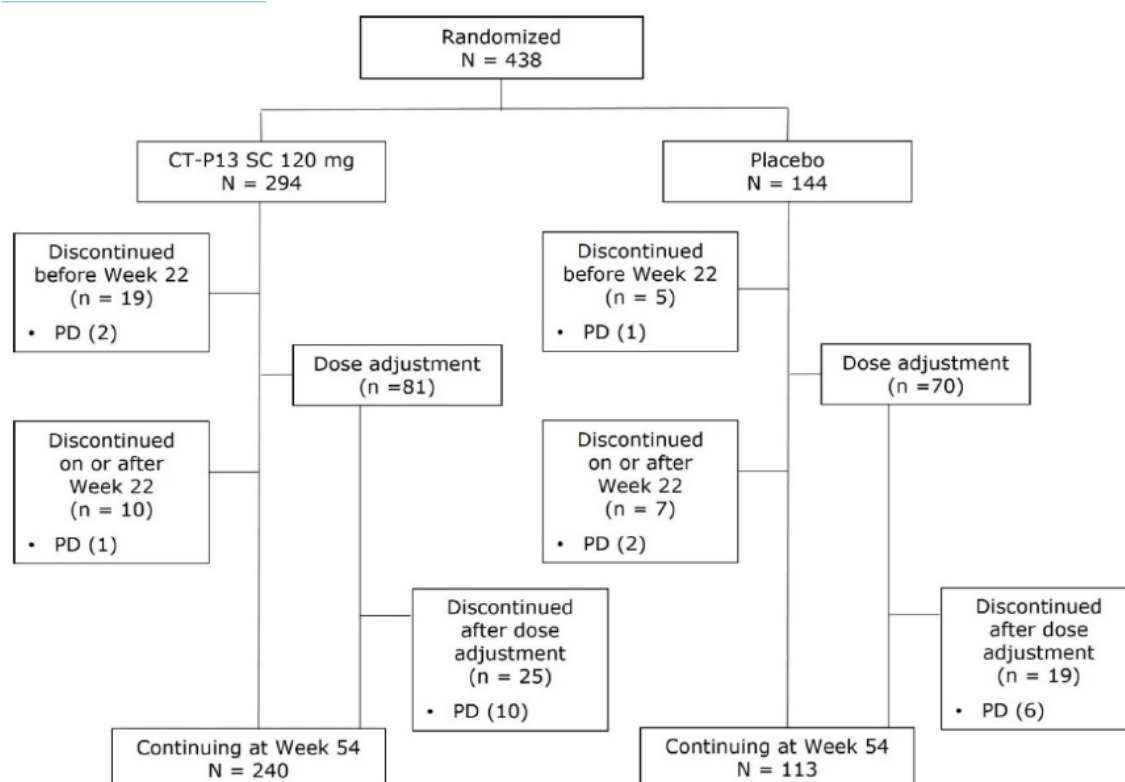 Randomized
N = 438
CT-P13 SC 120 mg
N = 294
Placebo
N = 144
Discontinued
before Week 22
(n = 19)
• PD (2)
Discontinued
before Week 22
(n = 5)
• PD (1)
Dose adjustment
(n =81)
Dose adjustment
(n =70)
Discontinued
on or after
Week 22
(n = 10)
• PD (1)
Discontinued
on or after
Week 22
(n = 7)
• PD (2)
Discontinued
after dose
adjustment
(n = 25)
• PD (10)
Discontinued
after dose
adjustment
(n = 19)
• PD (6)
Continuing at Week 54
N = 240
Continuing at Week 54
N = 113